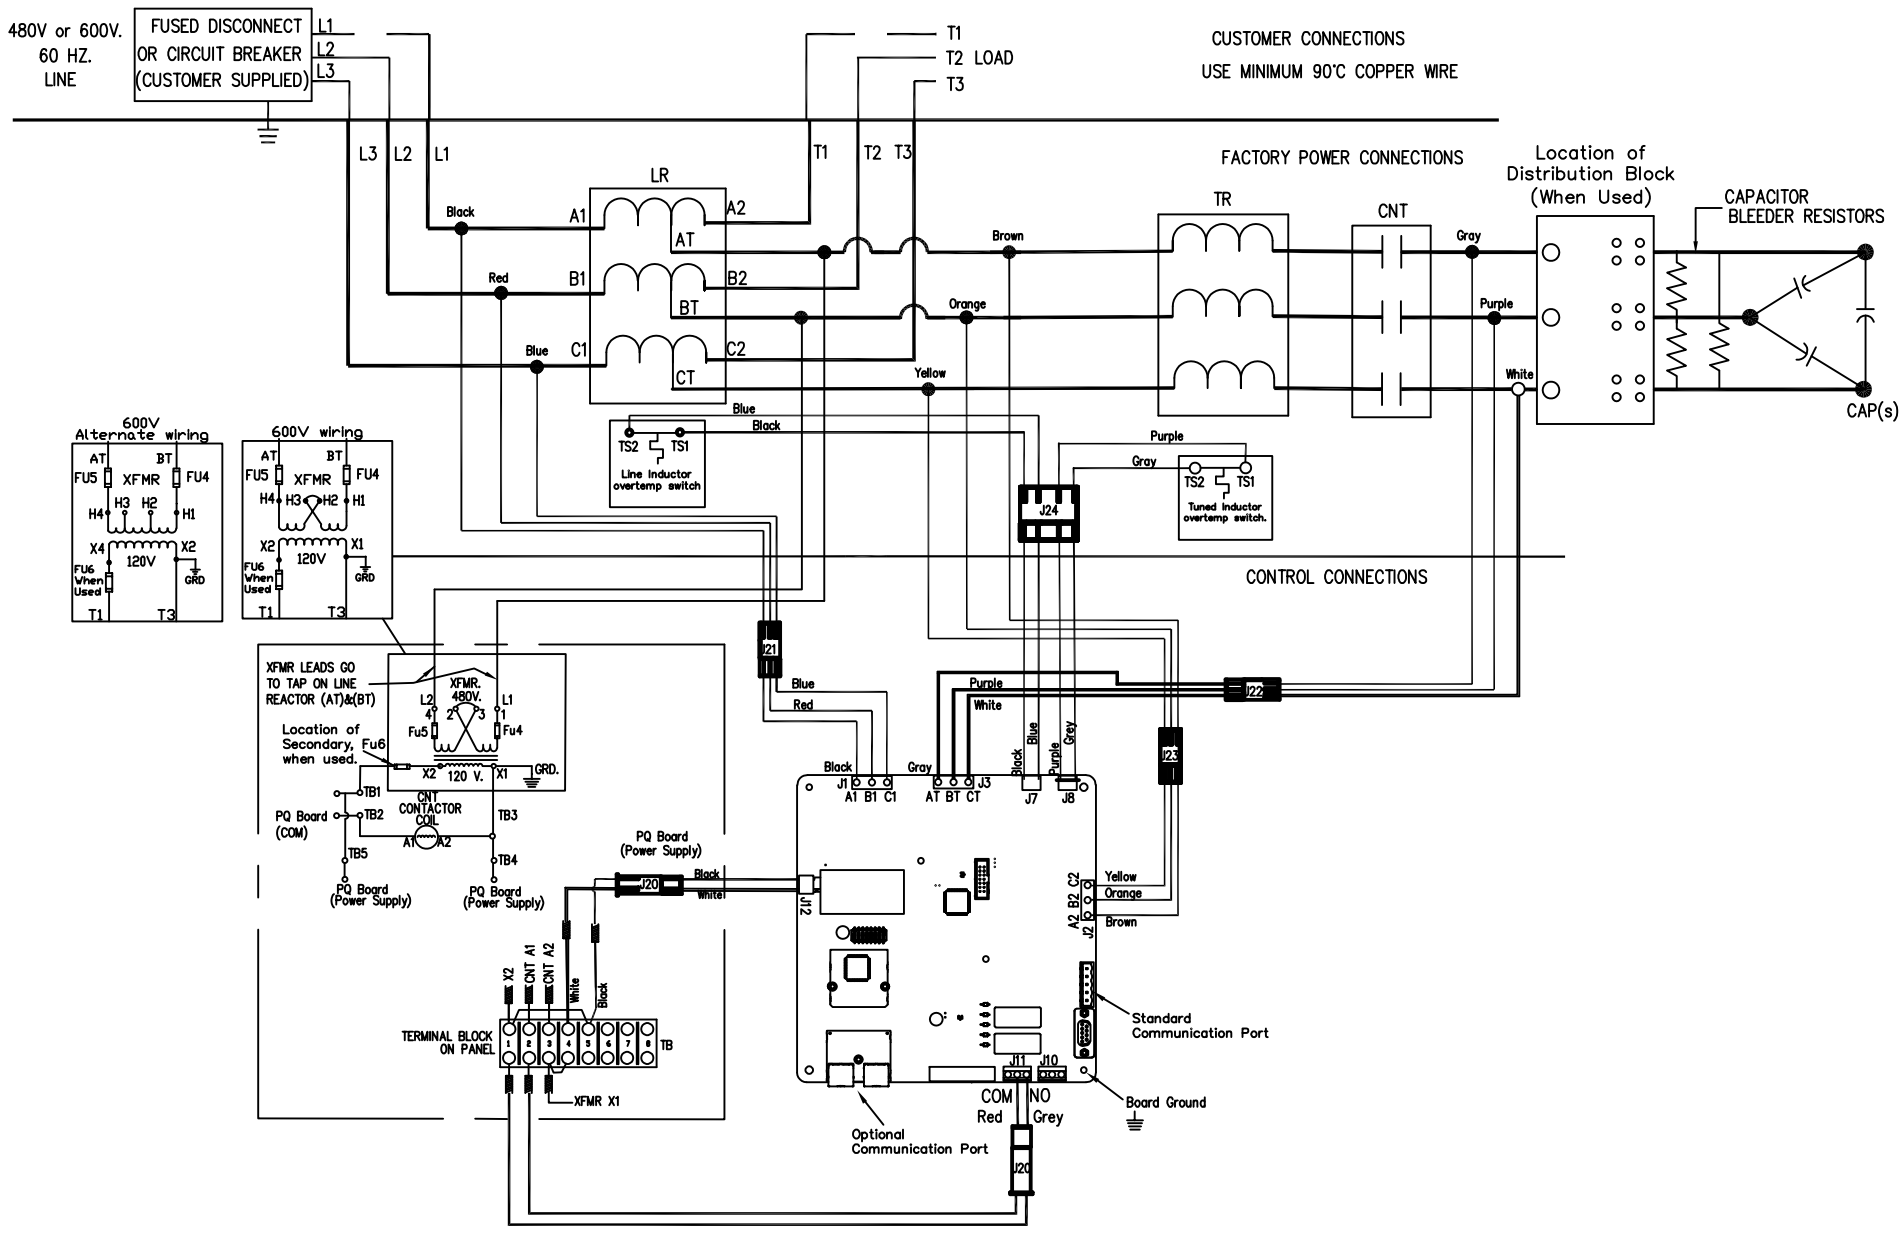 480V or 600V.
60 HZ.
LINE
FUSED DISCONNECT
OR CIRCUIT BREAKER
(CUSTOMER SUPPLIED)
L1
L2
L3
T1
T2 LOAD
T3
CUSTOMER CONNECTIONS
USE MINIMUM 90°C COPPER WIRE
L3
L2
L1
T1
T2
T3
FACTORY POWER CONNECTIONS
Location of
Distribution Block
(When Used)
CAPACITOR
BLEEDER RESISTORS
LR
TR
CNT
Black
A1
A2
AT
Brown
Gray
Red
B1
B2
BT
Orange
Purple
Blue
C1
C2
CT
Yellow
White
CAP(s)
Blue
Black
TS2
TS1
Line Inductor
overtemp switch
Purple
Gray
TS2
TS1
Tuned Inductor
overtemp switch.
J24
600V
Alternate wiring
AT
BT
FU5
XFMR
FU4
H3
H2
H4
H1
X4
X2
120V
FU6
When
Used
GRD
T1
T3
600V wiring
AT
BT
FU5
XFMR
FU4
H4
H3
H2
H1
X2
X1
120V
FU6
When
Used
GRD
T1
T3
CONTROL CONNECTIONS
J21
XFMR LEADS GO
TO TAP ON LINE
REACTOR (AT)&(BT)
XFMR.
480V.
L2
L1
4
2
3
1
Fu5
Fu4
Location of
Secondary, Fu6
when used.
X2
120 V.
X1
GRD.
TB1
CNT
CONTACTOR
COIL
PQ Board
(COM)
TB2
TB3
A1
A2
TB5
TB4
PQ Board
(Power Supply)
PQ Board
(Power Supply)
Blue
Red
Black
Purple
White
Gray
J22
J23
Black
Blue
Purple
Grey
J1
A1
B1
C1
J3
AT
BT
CT
J7
J8
PQ Board
(Power Supply)
J20
Black
White
J12
C2
B2
A2
J2
Yellow
Orange
Brown
X2
CNT A1
CNT A2
White
Black
TERMINAL BLOCK
ON PANEL
1
2
3
4
5
6
7
8
TB
XFMR X1
Standard
Communication Port
J11
J10
COM
NO
Red
Grey
Board Ground
Optional
Communication Port
J20